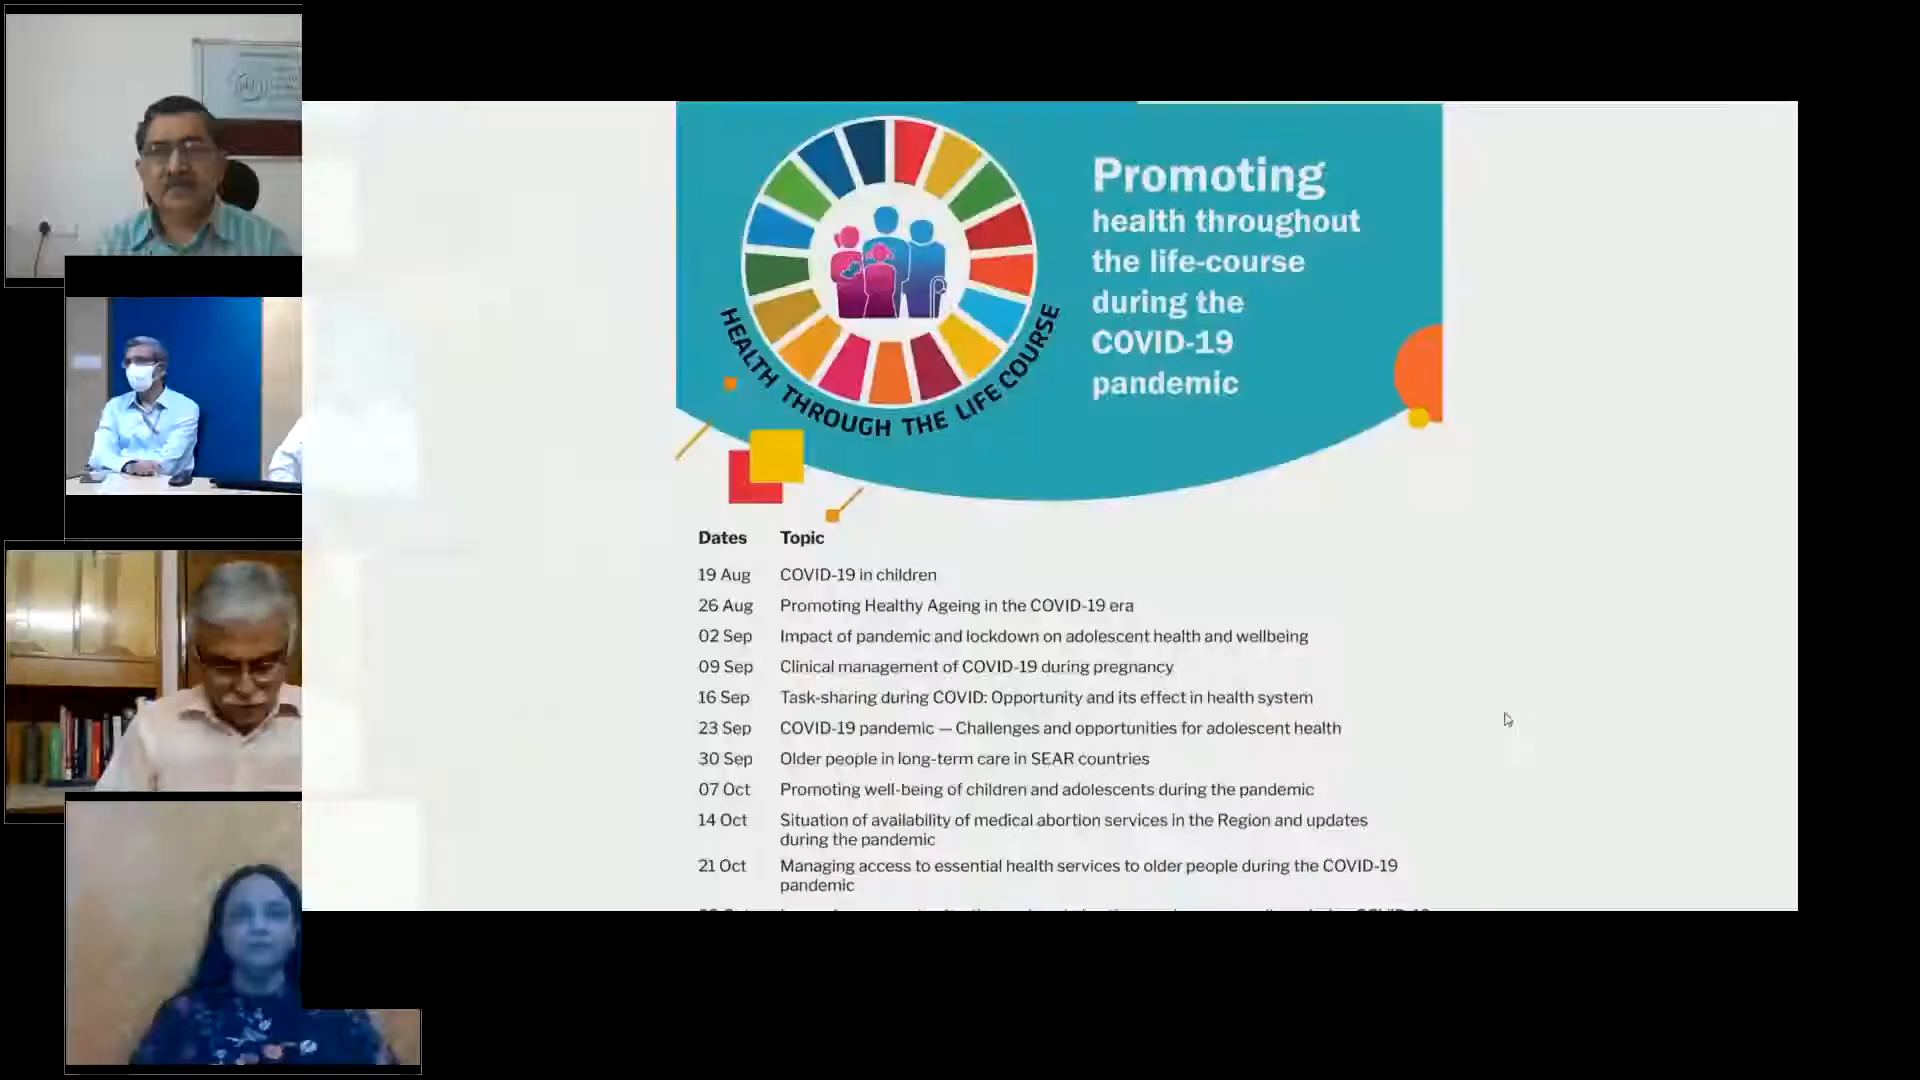 Promoting
health throughout
the life-course
during the
COVID-19
pandemic
HEALTH THROUGH THE LIFE COURSE
Dates Topic
19 Aug COVID-19 in children
26 Aug Promoting Healthy Ageing in the COVID-19 era
02 Sep Impact of pandemic and lockdown on adolescent health and wellbeing
09 Sep Clinical management of COVID-19 during pregnancy
16 Sep Task-sharing during COVID: Opportunity and its effect in health system
23 Sep COVID-19 pandemic — Challenges and opportunities for adolescent health
30 Sep Older people in long-term care in SEAR countries
07 Oct Promoting well-being of children and adolescents during the pandemic
14 Oct Situation of availability of medical abortion services in the Region and updates
during the pandemic
21 Oct Managing access to essential health services to older people during the COVID-19
pandemic